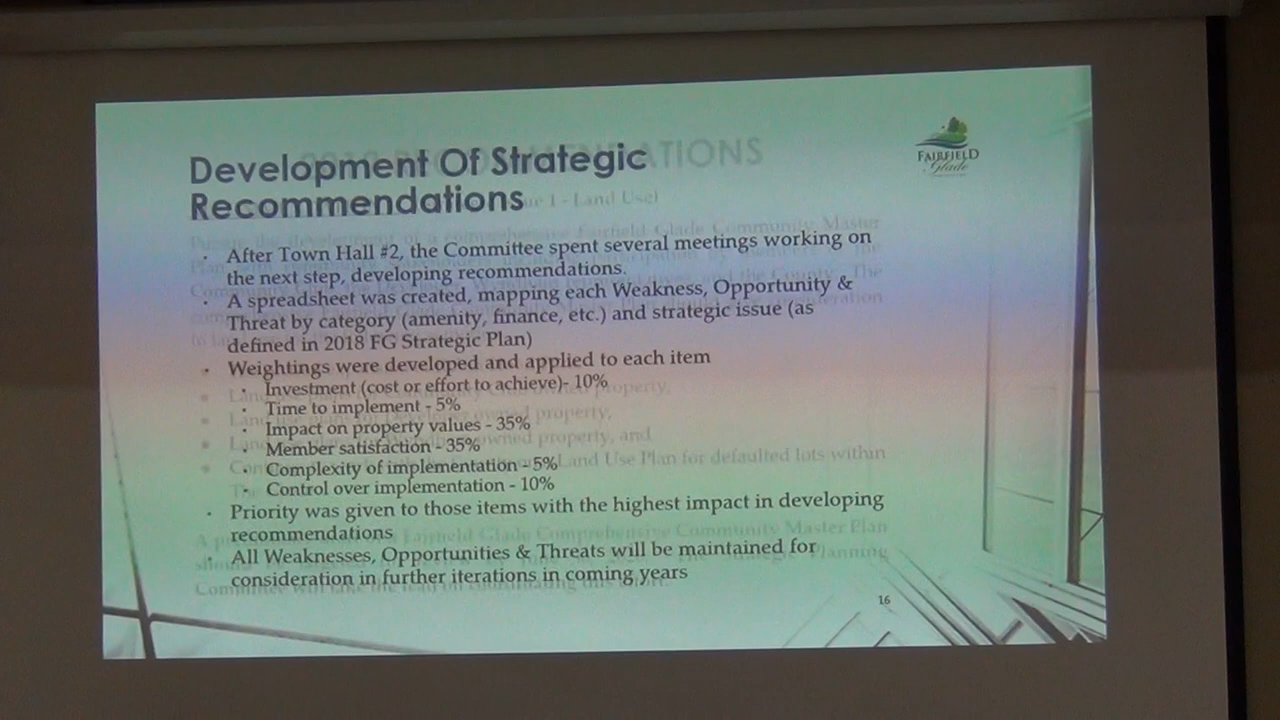 Development Of Strategic
Recommendations
FAIRFIELD
Glade
· After Town Hall #2, the Committee spent several meetings working on
the next step, developing recommendations.
· A spreadsheet was created, mapping each Weakness, Opportunity &
Threat by category (amenity, finance, etc.) and strategic issue (as
defined in 2018 FG Strategic Plan)
· Weightings were developed and applied to each item
· Investment (cost or effort to achieve)- 10%
· Time to implement - 5%
· Impact on property values - 35%
· Member satisfaction - 35%
· Complexity of implementation - 5%
· Control over implementation - 10%
· Priority was given to those items with the highest impact in developing
recommendations
· All Weaknesses, Opportunities & Threats will be maintained for
consideration in further iterations in coming years
16